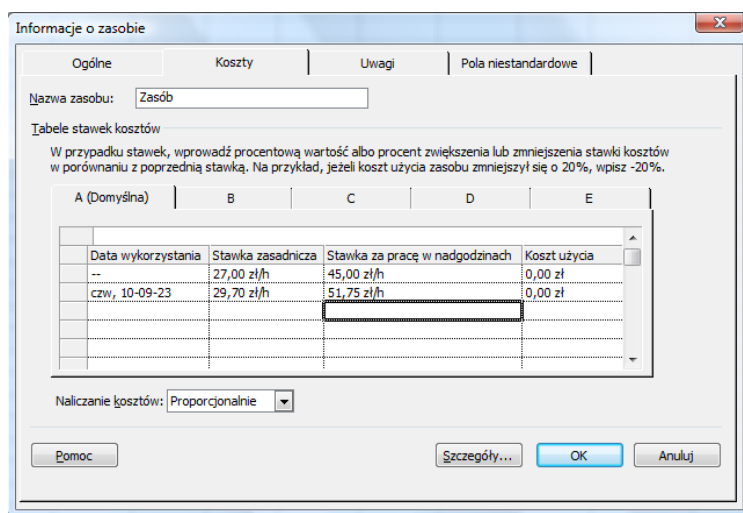 Informacje o zasobie
Ogólne Koszty Uwagi Pola niestandardowe
Nazwa zasobu: Zasób
Tabele stawek kosztów
W przypadku stawek, wprowadź procentową wartość albo procent zwiększenia lub zmniejszenia stawki kosztów
w porównaniu z poprzednią stawką. Na przykład, jeżeli koszt użycia zasobu zmniejszył się o 20%, wpisz -20%.
A (Domyślna) B C D E
Data wykorzystania Stawka zasadnicza Stawka za pracę w nadgodzinach Koszt użycia
-- 27,00 zł/h 45,00 zł/h 0,00 zł
czw, 10-09-23 29,70 zł/h 51,75 zł/h 0,00 zł
Naliczanie kosztów: Proporcjonalnie
Pomoc Szczegóły... OK Anuluj